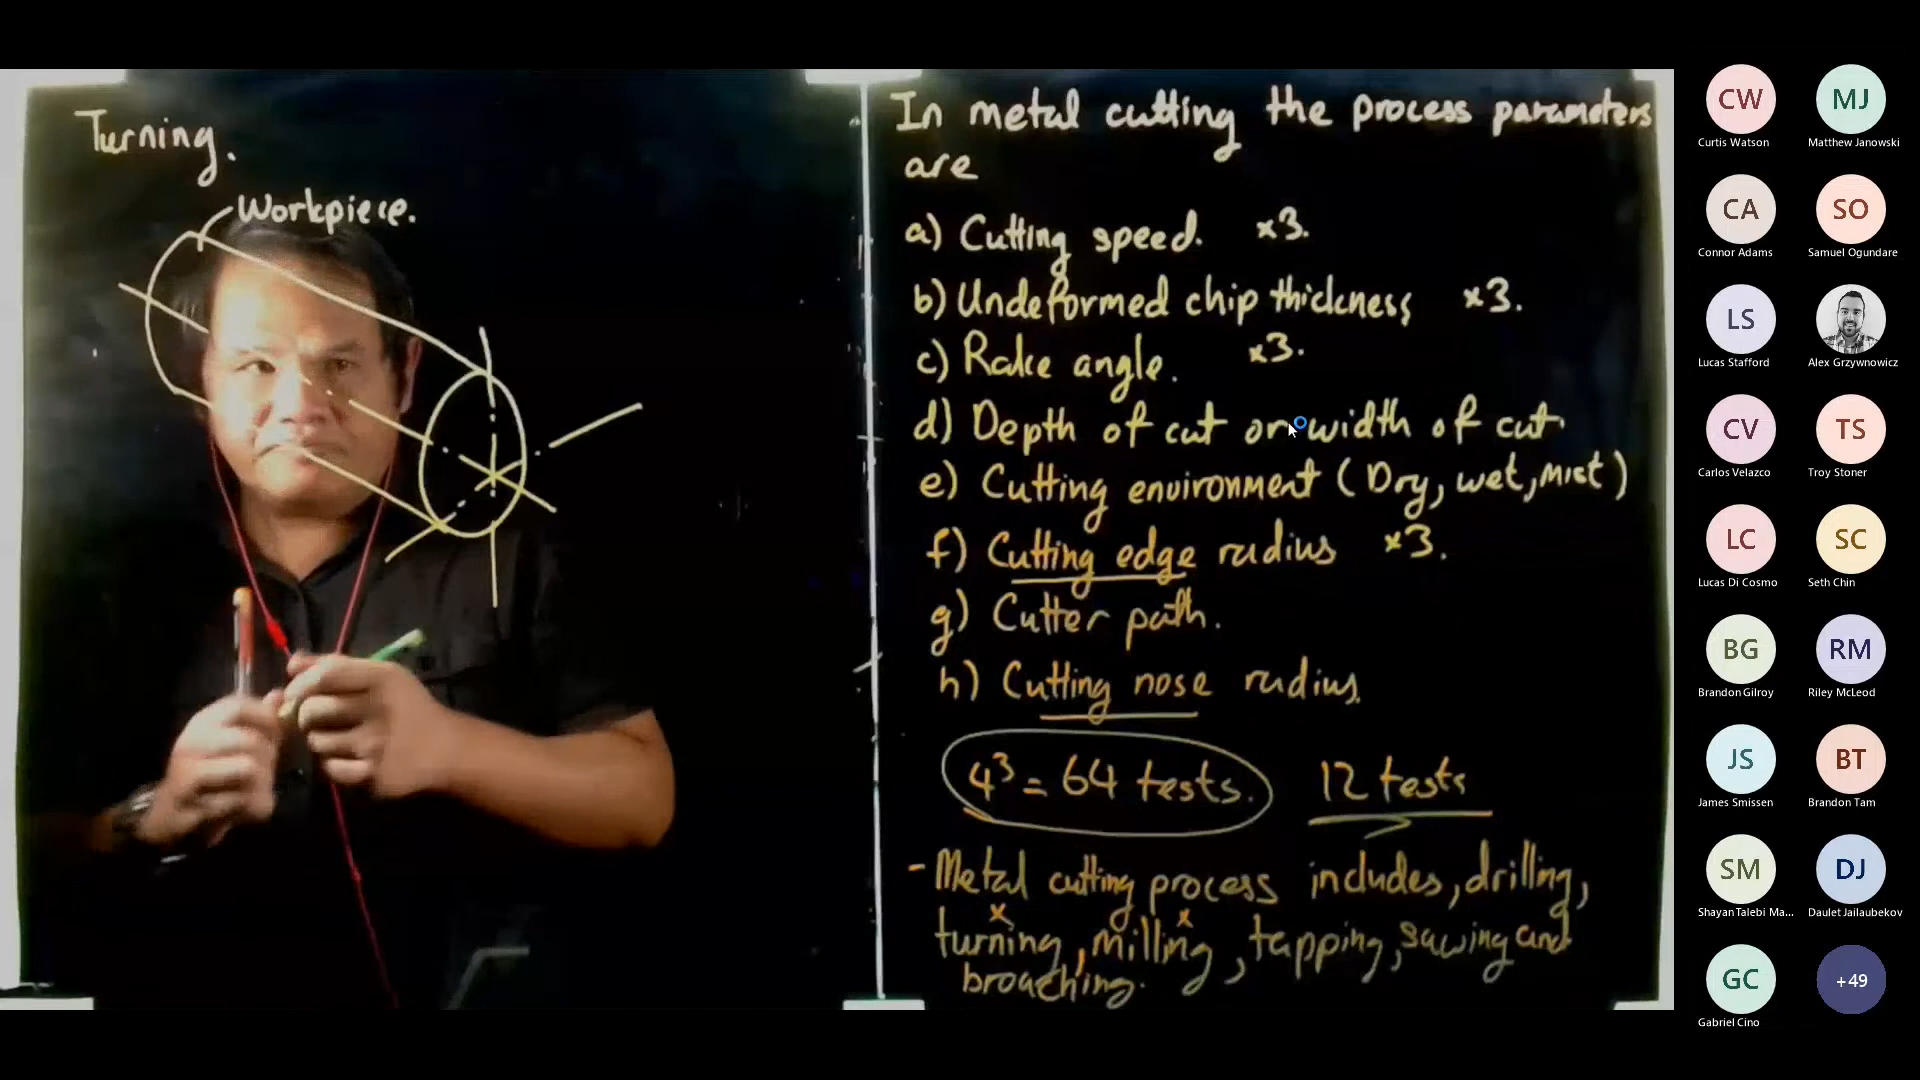 Turning.
Workpiece.
In metal cutting the process parameters
are
a) Cutting speed. x3.
b) Undeformed chip thickness x3.
c) Rake angle. x3.
d) Depth of cut or width of cut.
e) Cutting environment (Dry, wet, mist)
f) Cutting edge radius x3.
g) Cutter path.
h) Cutting nose radius.
4³ = 64 tests. 12 tests
- Metal cutting process includes, drilling,
x x
turning, milling, tapping, sawing and
broaching.
CW MJ
Curtis Watson Matthew Janowski
CA SO
Connor Adams Samuel Ogundare
LS
Lucas Stafford Alex Grzywnowicz
CV TS
Carlos Velazco Troy Stoner
LC SC
Lucas Di Cosmo Seth Chin
BG RM
Brandon Gilroy Riley McLeod
JS BT
James Smissen Brandon Tam
SM DJ
Shayan Talebi Ma... Daulet Jailaubekov
GC +49
Gabriel Cino